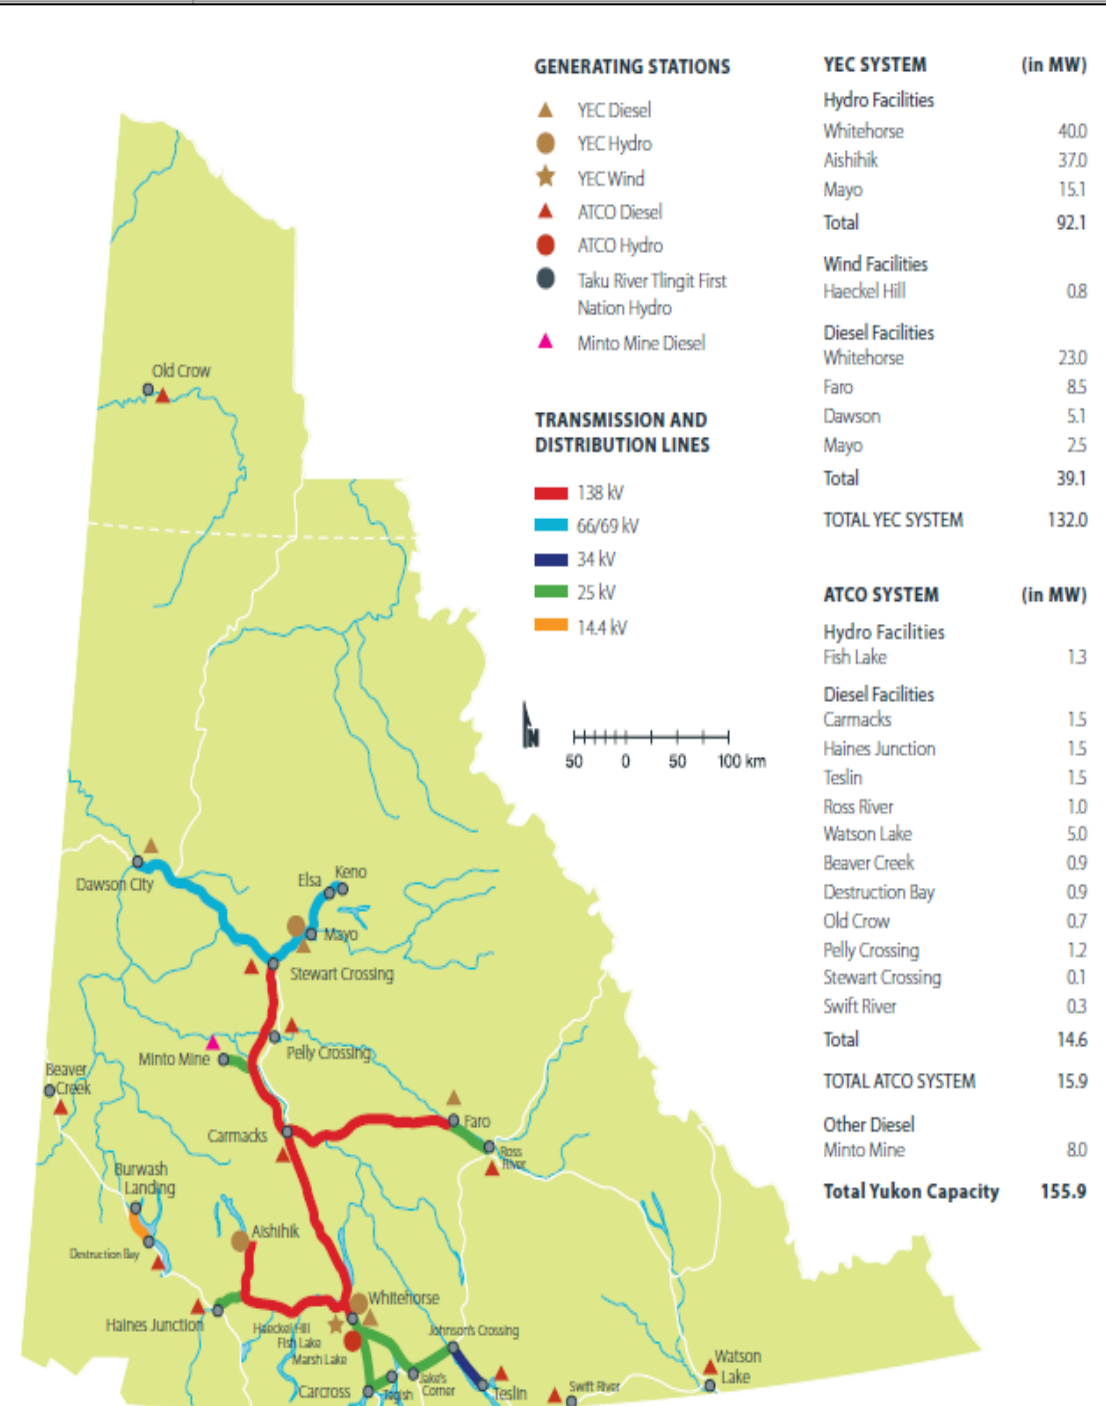 GENERATING STATIONS
YEC Diesel
YEC Hydro
YEC Wind
ATCO Diesel
ATCO Hydro
Taku River Tlingit First
Nation Hydro
Minto Mine Diesel
TRANSMISSION AND
DISTRIBUTION LINES
138 kV
66/69 kV
34 kV
25 kV
14.4 kV
N
50 0 50 100 km
YEC SYSTEM (in MW)
Hydro Facilities
Whitehorse 40.0
Aishihik 37.0
Mayo 15.1
Total 92.1
Wind Facilities
Haeckel Hill 0.8
Diesel Facilities
Whitehorse 23.0
Faro 8.5
Dawson 5.1
Mayo 2.5
Total 39.1
TOTAL YEC SYSTEM 132.0
ATCO SYSTEM (in MW)
Hydro Facilities
Fish Lake 1.3
Diesel Facilities
Carmacks 1.5
Haines Junction 1.5
Teslin 1.5
Ross River 1.0
Watson Lake 5.0
Beaver Creek 0.9
Destruction Bay 0.9
Old Crow 0.7
Pelly Crossing 1.2
Stewart Crossing 0.1
Swift River 0.3
Total 14.6
TOTAL ATCO SYSTEM 15.9
Other Diesel
Minto Mine 8.0
Total Yukon Capacity 155.9
Old Crow
Dawson City
Elsa
Keno
Mayo
Stewart Crossing
Pelly Crossing
Minto Mine
Beaver
Creek
Carmacks
Faro
Ross
River
Burwash
Landing
Destruction Bay
Aishihik
Haines Junction
Whitehorse
Haeckel Hill
Fish Lake
Marsh Lake
Johnson's Crossing
Carcross
Tagish
Jake's
Corner
Teslin
Swift River
Watson
Lake